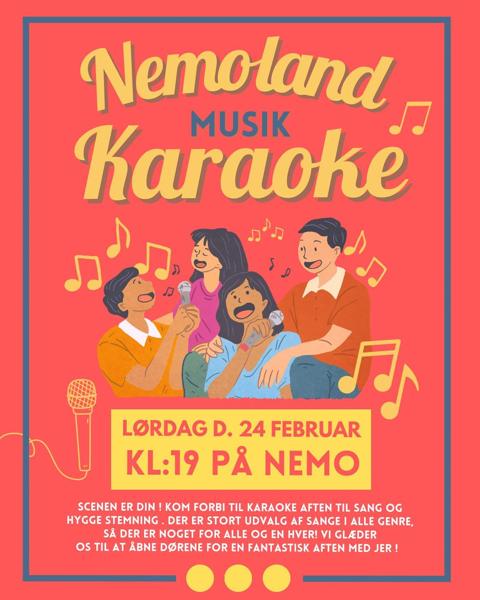 Nemoland
MUSIK
Karaoke
LØRDAG D. 24 FEBRUAR
KL:19 PÅ NEMO
SCENEN ER DIN ! KOM FORBI TIL KARAOKE AFTEN TIL SANG OG
HYGGE STEMNING . DER ER STORT UDVALG AF SANGE I ALLE GENRE,
SÅ DER ER NOGET FOR ALLE OG EN HVER! VI GLÆDER
OS TIL AT ÅBNE DØRENE FOR EN FANTASTISK AFTEN MED JER !